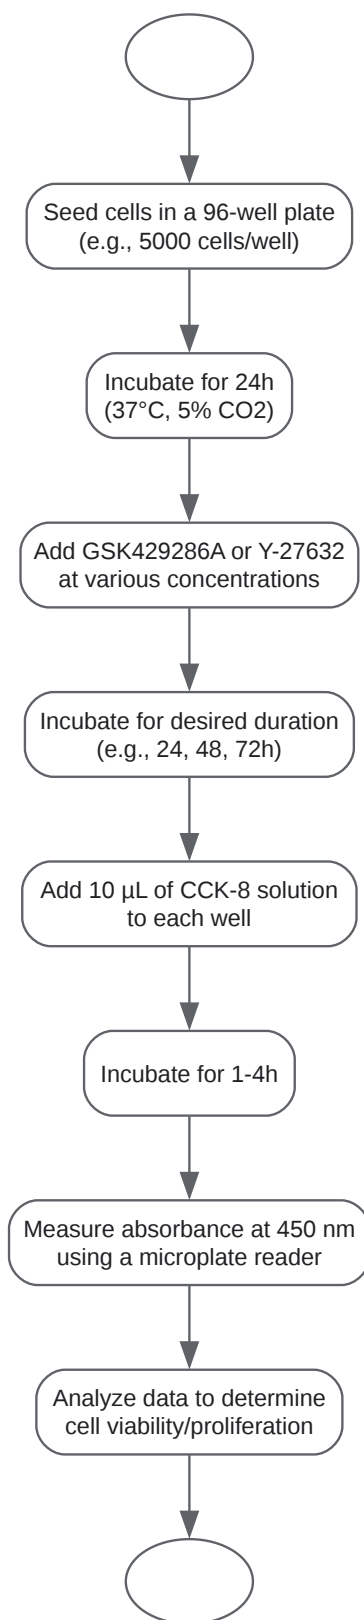 Seed cells in a 96-well plate
(e.g., 5000 cells/well)
Incubate for 24h
(37°C, 5% CO2)
Add GSK429286A or Y-27632
at various concentrations
Incubate for desired duration
(e.g., 24, 48, 72h)
Add 10 µL of CCK-8 solution
to each well
Incubate for 1-4h
Measure absorbance at 450 nm
using a microplate reader
Analyze data to determine
cell viability/proliferation